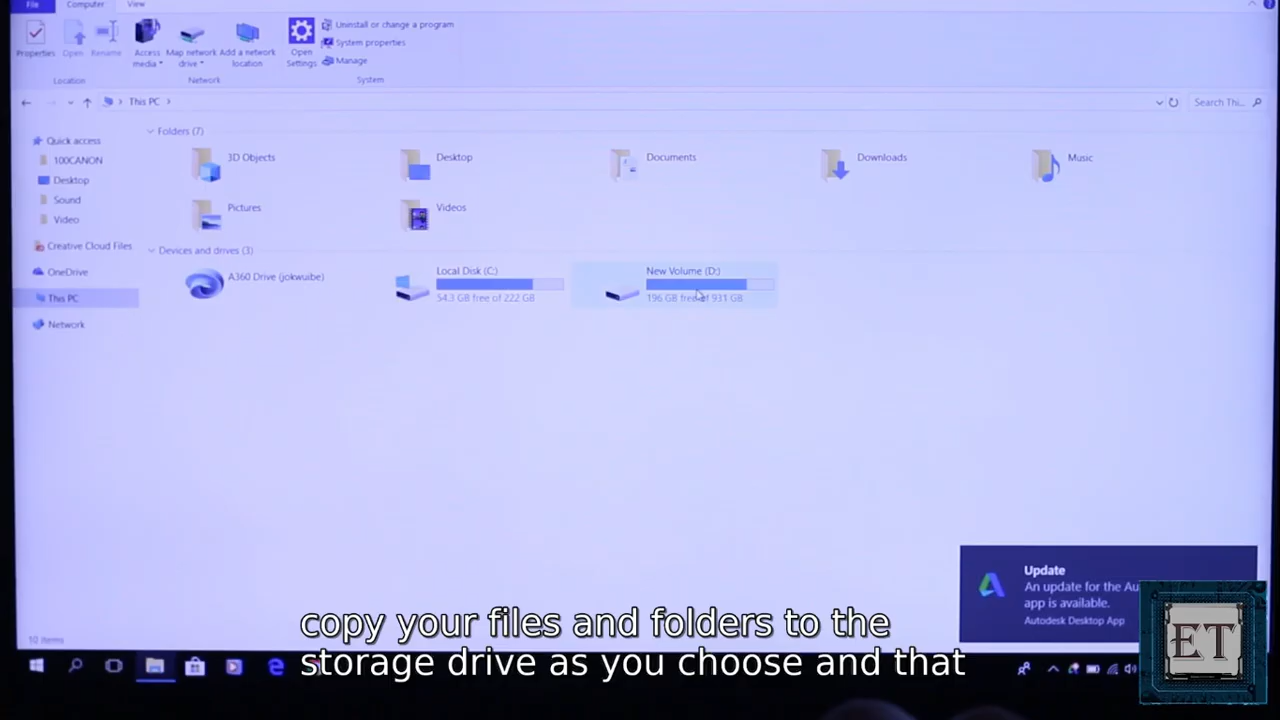 File
Computer
View
Properties
Open
Rename
Access media
Map network drive
Add a network location
Open Settings
Uninstall or change a program
System properties
Manage
Location
Network
System
This PC
Search Thi...
Folders (7)
Quick access
100CANON
Desktop
Sound
Video
Creative Cloud Files
OneDrive
This PC
Network
3D Objects
Desktop
Documents
Downloads
Music
Pictures
Videos
Devices and drives (3)
A360 Drive (jokwuibe)
Local Disk (C:)
54.3 GB free of 222 GB
New Volume (D:)
196 GB free of 931 GB
10 items
Update
An update for the Au
app is available.
Autodesk Desktop App
ET
copy your files and folders to the
storage drive as you choose and that